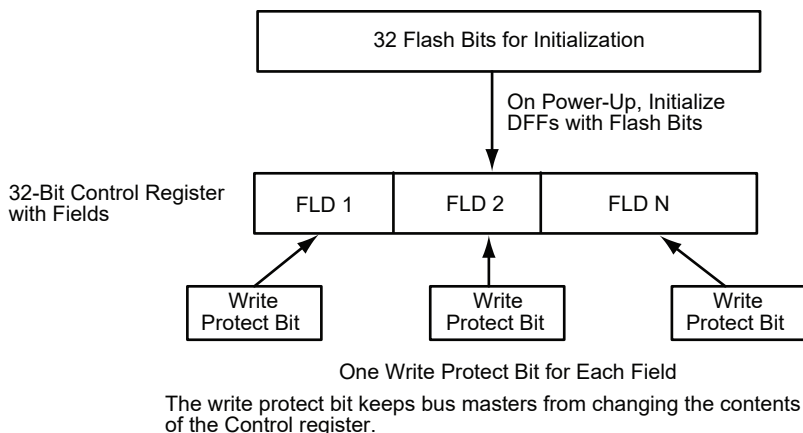 32 Flash Bits for Initialization
On Power-Up, Initialize
DFFs with Flash Bits
32-Bit Control Register
with Fields
FLD 1
FLD 2
FLD N
Write
Protect Bit
Write
Protect Bit
Write
Protect Bit
One Write Protect Bit for Each Field
The write protect bit keeps bus masters from changing the contents
of the Control register.